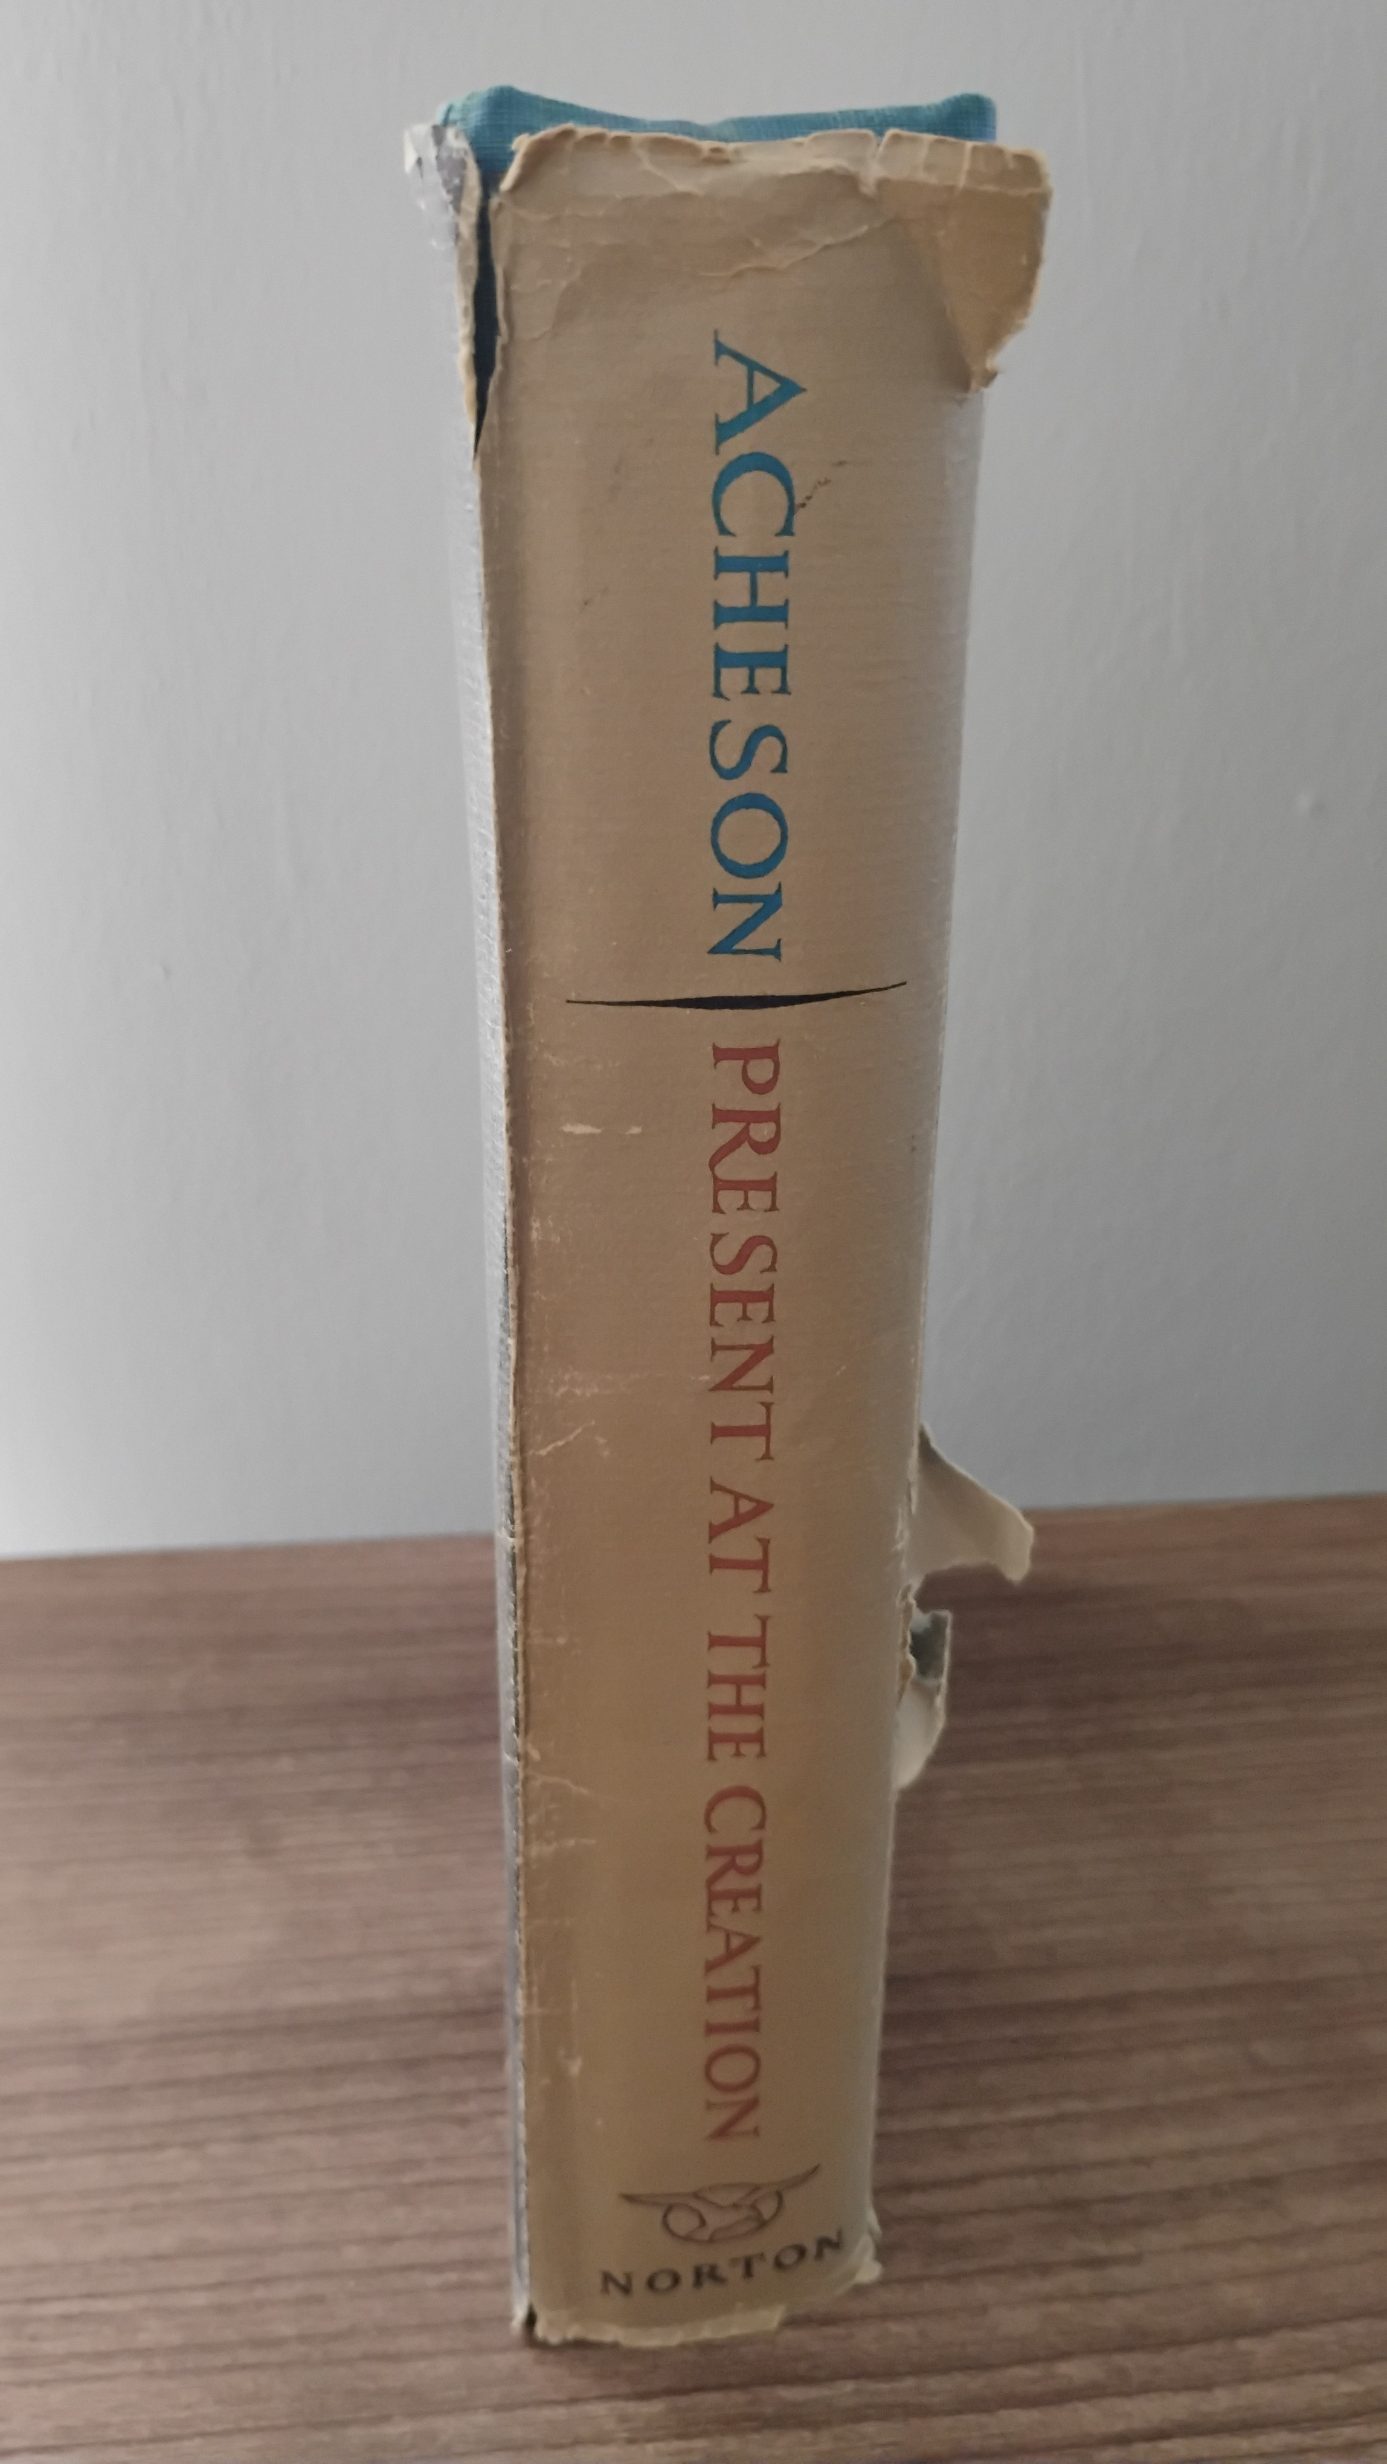 ACHESON
PRESENT AT THE CREATION
NORTON